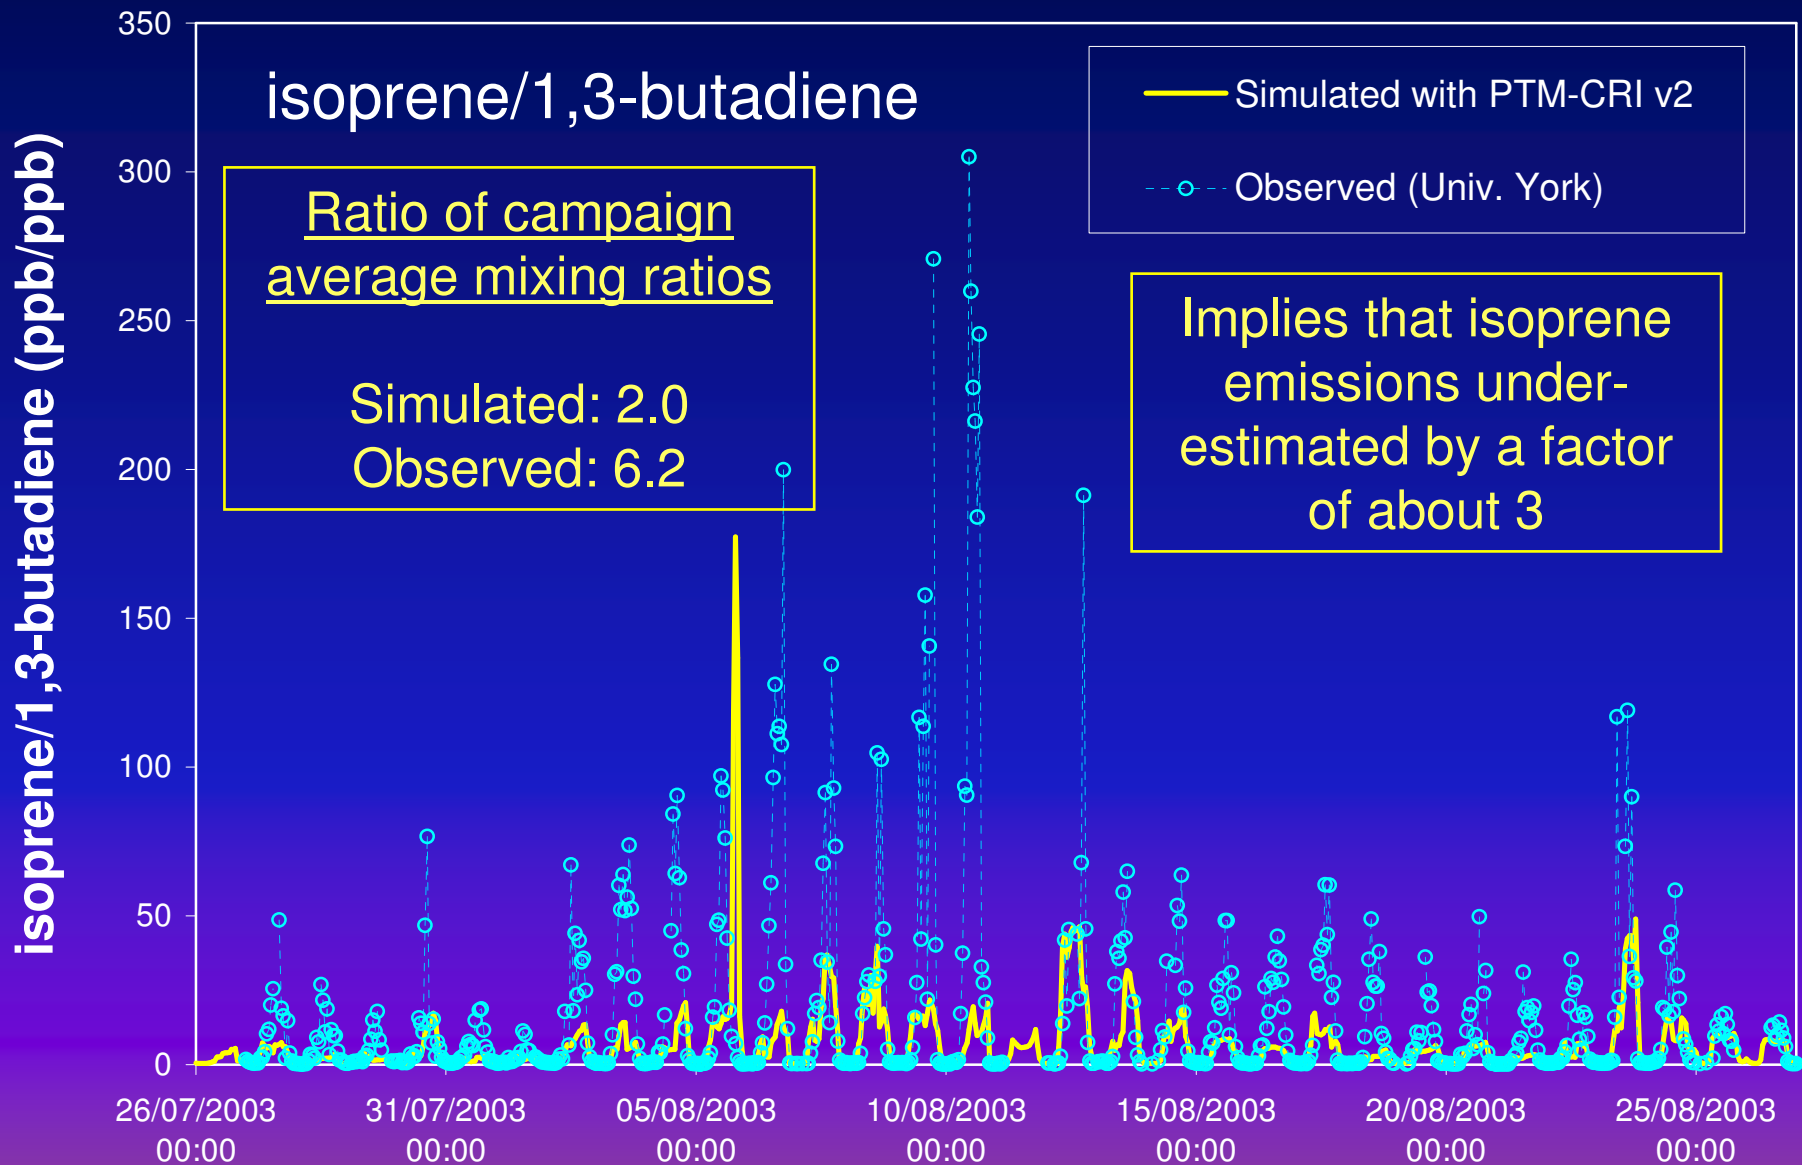 isoprene/1,3-butadiene
Simulated with PTM-CRI v2
Observed (Univ. York)
Ratio of campaign
average mixing ratios
Simulated: 2.0
Observed: 6.2
Implies that isoprene
emissions under-
estimated by a factor
of about 3
isoprene/1,3-butadiene (ppb/ppb)
350
300
250
200
150
100
50
0
26/07/2003
00:00
31/07/2003
00:00
05/08/2003
00:00
10/08/2003
00:00
15/08/2003
00:00
20/08/2003
00:00
25/08/2003
00:00